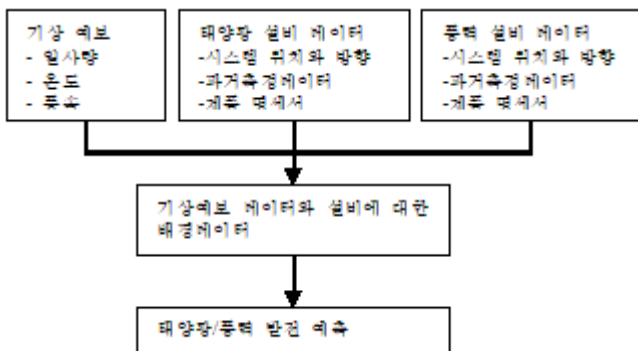 기상 예보
- 일사량
- 온도
- 풍속
태양광 설비 데이터
-시스템 위치와 방향
-과거측정데이터
-제품 명세서
풍력 설비 데이터
-시스템 위치와 방향
-과거측정데이터
-제품 명세서
기상예보 데이터와 설비에 대한
배경데이터
태양광/풍력 발전 예측